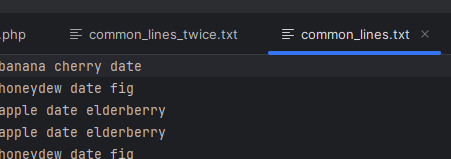 .php common_lines_twice.txt common_lines.txt
banana cherry date
honeydew date fig
apple date elderberry
apple date elderberry
honeydew date fig